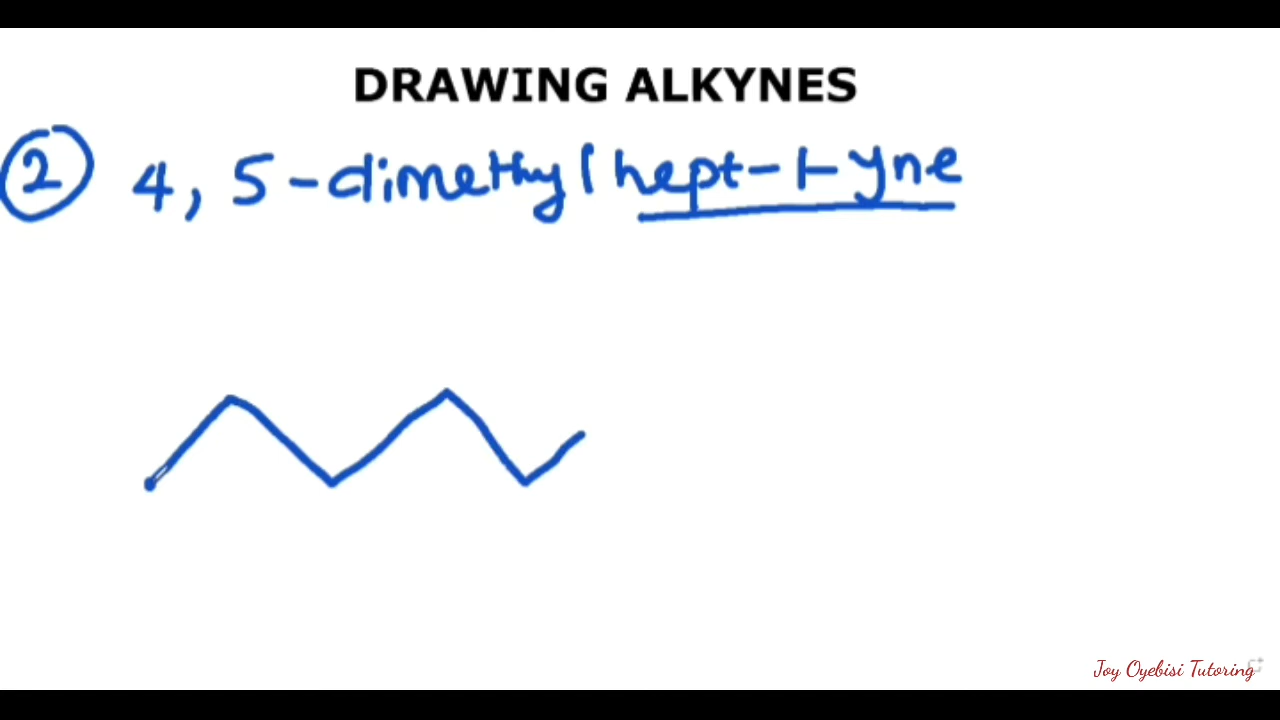 DRAWING ALKYNES
2 4, 5-dimethylhept-1-yne
Joy Oyebisi Tutoring